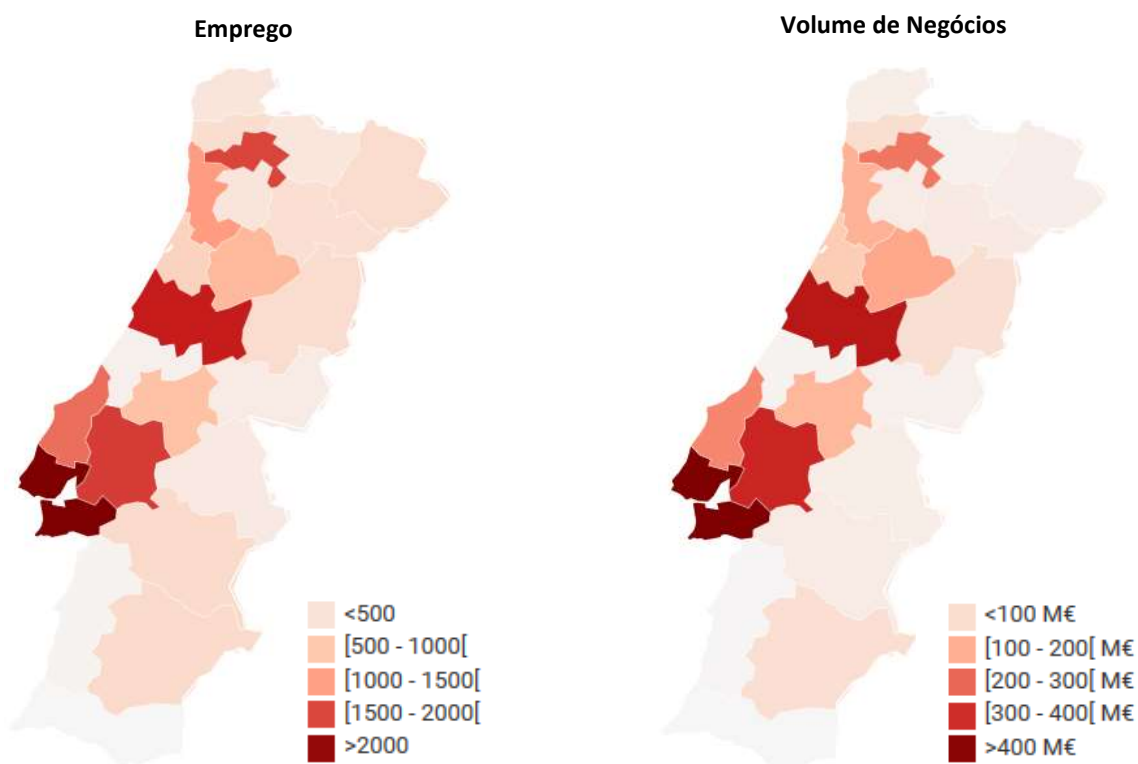 Emprego
<500
[500 - 1000[
[1000 - 1500[
[1500 - 2000[
>2000
Volume de Negócios
<100 M€
[100 - 200[ M€
[200 - 300[ M€
[300 - 400[ M€
>400 M€